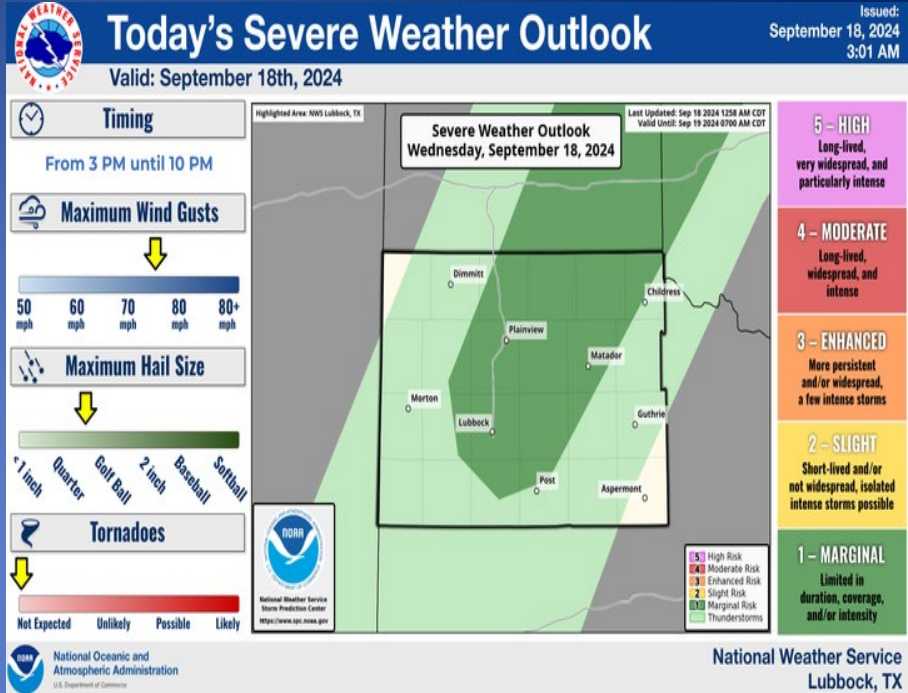 NATIONAL WEATHER SERVICE
Today's Severe Weather Outlook
Issued:
September 18, 2024
3:01 AM
Valid: September 18th, 2024
Timing
From 3 PM until 10 PM
Maximum Wind Gusts
50 mph
60 mph
70 mph
80 mph
80+ mph
Maximum Hail Size
<1 inch
Quarter
Golf Ball
2 inch
Baseball
Softball
Tornadoes
Not Expected
Unlikely
Possible
Likely
Highlighted Area: NWS Lubbock, TX
Last Updated: Sep 18 2024 1258 AM CDT
Valid Until: Sep 19 2024 0700 AM CDT
Severe Weather Outlook
Wednesday, September 18, 2024
Dimmitt
Childress
Plainview
Matador
Morton
Guthrie
Lubbock
Post
Aspermont
NOAA
National Weather Service
Storm Prediction Center
https://www.spc.noaa.gov
5 High Risk
4 Moderate Risk
3 Enhanced Risk
2 Slight Risk
1 Marginal Risk
Thunderstorms
5 – HIGH
Long-lived,
very widespread, and
particularly intense
4 – MODERATE
Long-lived,
widespread, and
intense
3 – ENHANCED
More persistent
and/or widespread,
a few intense storms
2 – SLIGHT
Short-lived and/or
not widespread, isolated
intense storms possible
1 – MARGINAL
Limited in
duration, coverage,
and/or intensity
NOAA
National Oceanic and
Atmospheric Administration
U.S. Department of Commerce
National Weather Service
Lubbock, TX